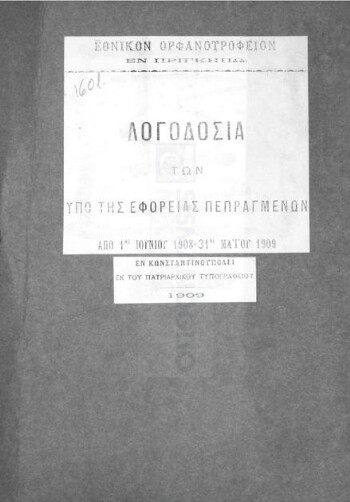 ΕΘΝΙΚΟΝ ΟΡΦΑΝΟΤΡΟΦΕΙΟΝ
ΕΝ ΠΡΙΓΚΗΠΩ
1601.
ΛΟΓΟΔΟΣΙΑ
ΤΩΝ
ΥΠΟ ΤΗΣ ΕΦΟΡΕΙΑΣ ΠΕΠΡΑΓΜΕΝΩΝ
ΑΠΟ 1ης ΙΟΥΝΙΟΥ 1908-31ης ΜΑΪΟΥ 1909
ΕΝ ΚΩΝΣΤΑΝΤΙΝΟΥΠΟΛΕΙ
ΕΚ ΤΟΥ ΠΑΤΡΙΑΡΧΙΚΟΥ ΤΥΠΟΓΡΑΦΕΙΟΥ
1909